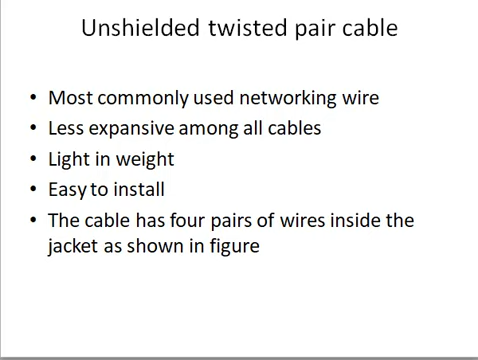 Unshielded twisted pair cable
• Most commonly used networking wire
• Less expansive among all cables
• Light in weight
• Easy to install
• The cable has four pairs of wires inside the
jacket as shown in figure